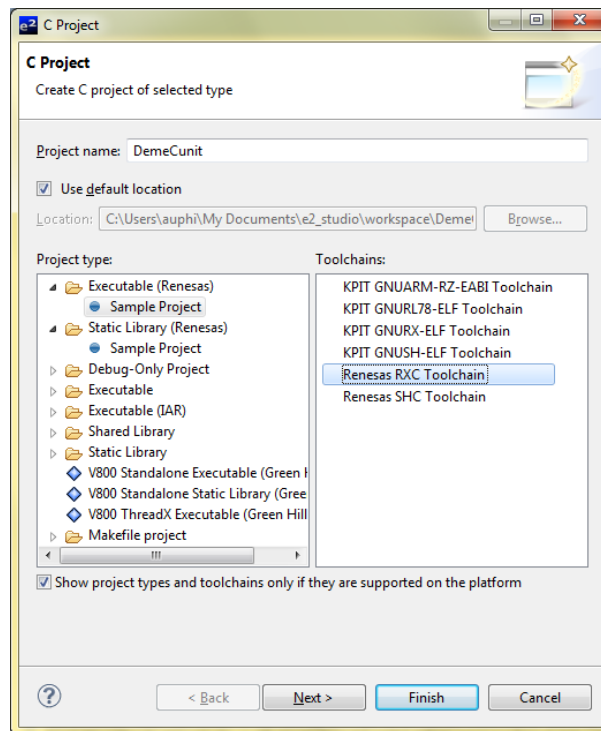 e² C Project
C Project
Create C project of selected type
Project name: DemeCunit
Use default location
Location: C:\Users\auphi\My Documents\e2_studio\workspace\Deme Browse...
Project type:
Executable (Renesas)
Sample Project
Static Library (Renesas)
Sample Project
Debug-Only Project
Executable
Executable (IAR)
Shared Library
Static Library
V800 Standalone Executable (Green H
V800 Standalone Static Library (Gree
V800 ThreadX Executable (Green Hill
Makefile project
Toolchains:
KPIT GNUARM-RZ-EABI Toolchain
KPIT GNURL78-ELF Toolchain
KPIT GNURX-ELF Toolchain
KPIT GNUSH-ELF Toolchain
Renesas RXC Toolchain
Renesas SHC Toolchain
Show project types and toolchains only if they are supported on the platform
? < Back Next > Finish Cancel